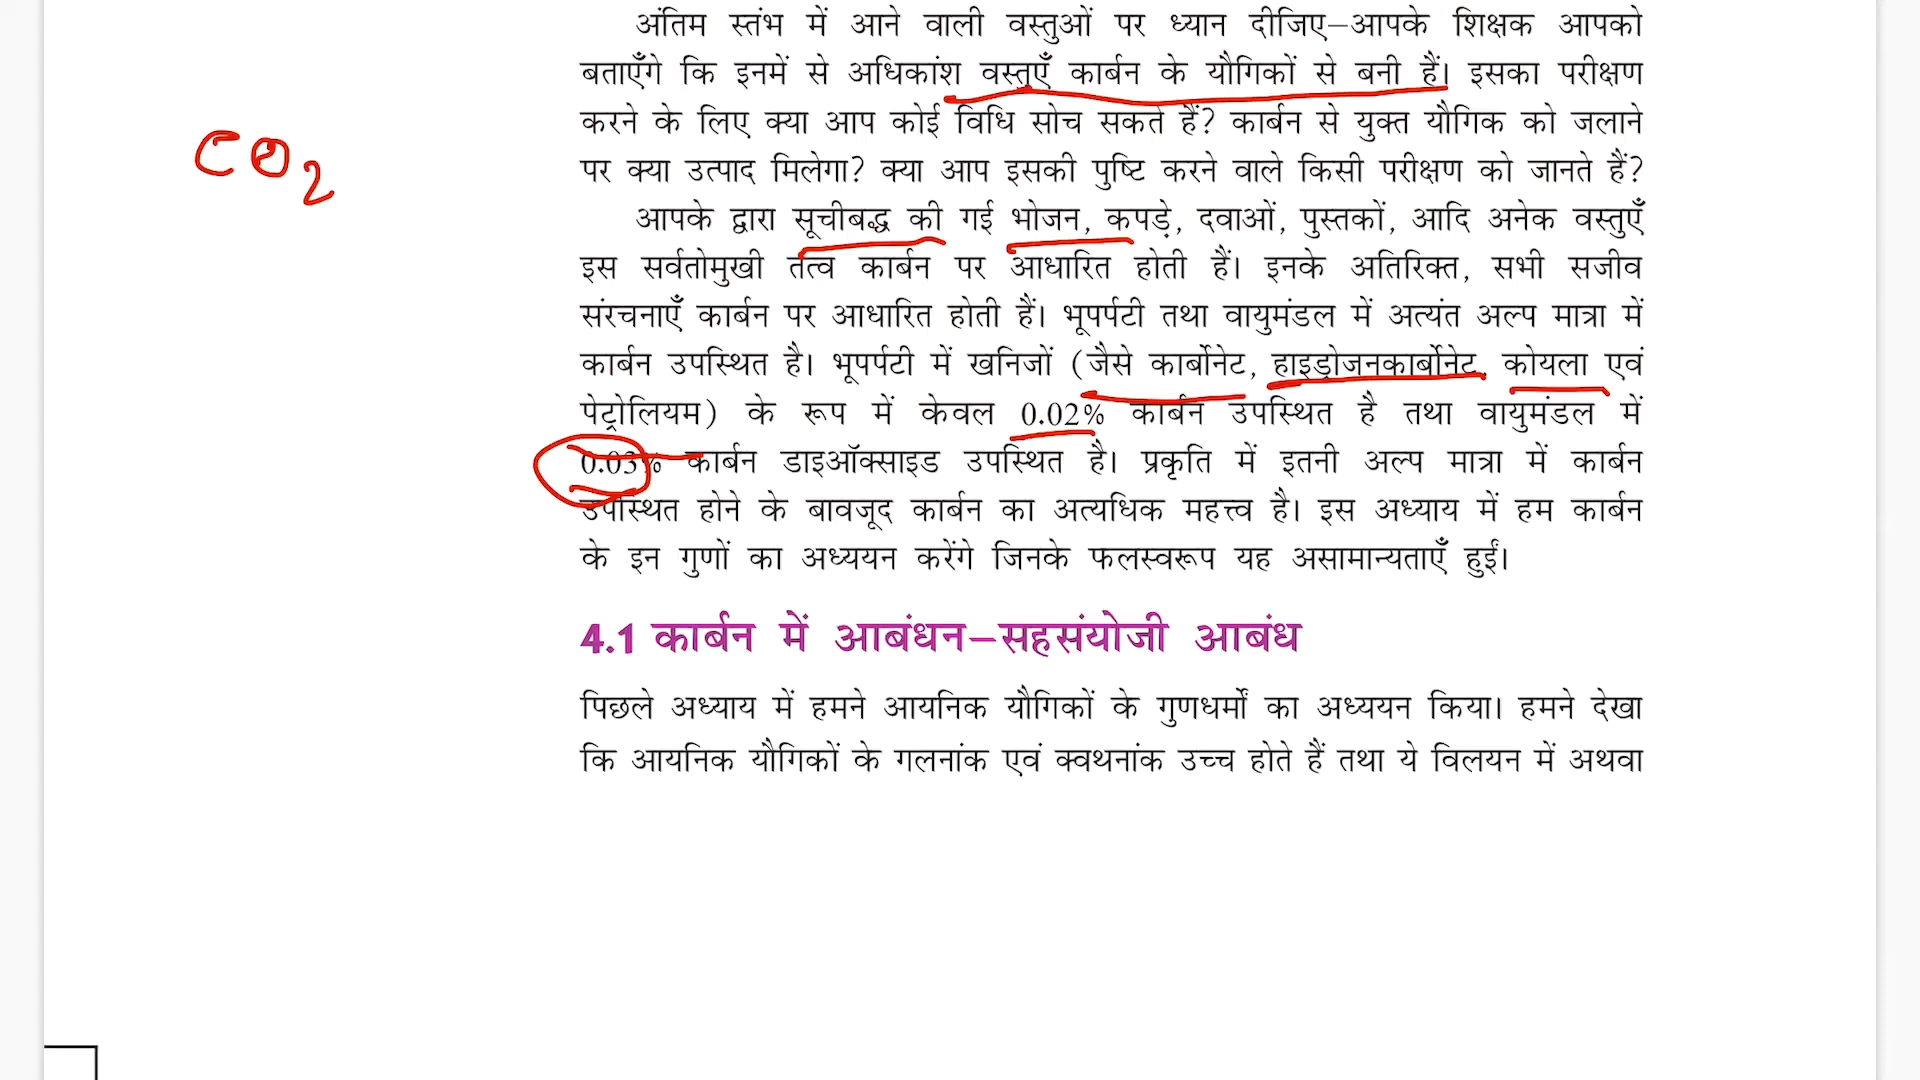 अंतिम स्तंभ में आने वाली वस्तुओं पर ध्यान दीजिए–आपके शिक्षक आपको
बताएँगे कि इनमें से अधिकांश वस्तुएँ कार्बन के यौगिकों से बनी हैं। इसका परीक्षण
करने के लिए क्या आप कोई विधि सोच सकते हैं? कार्बन से युक्त यौगिक को जलाने
CO2
पर क्या उत्पाद मिलेगा? क्या आप इसकी पुष्टि करने वाले किसी परीक्षण को जानते हैं?
आपके द्वारा सूचीबद्ध की गई भोजन, कपड़े, दवाओं, पुस्तकों, आदि अनेक वस्तुएँ
इस सर्वतोमुखी तत्व कार्बन पर आधारित होती हैं। इनके अतिरिक्त, सभी सजीव
संरचनाएँ कार्बन पर आधारित होती हैं। भूपर्पटी तथा वायुमंडल में अत्यंत अल्प मात्रा में
कार्बन उपस्थित है। भूपर्पटी में खनिजों (जैसे कार्बोनेट, हाइड्रोजनकार्बोनेट, कोयला एवं
पेट्रोलियम) के रूप में केवल 0.02% कार्बन उपस्थित है तथा वायुमंडल में
0.03% कार्बन डाइऑक्साइड उपस्थित है। प्रकृति में इतनी अल्प मात्रा में कार्बन
उपस्थित होने के बावजूद कार्बन का अत्यधिक महत्त्व है। इस अध्याय में हम कार्बन
के इन गुणों का अध्ययन करेंगे जिनके फलस्वरूप यह असामान्यताएँ हुईं।
4.1 कार्बन में आबंधन–सहसंयोजी आबंध
पिछले अध्याय में हमने आयनिक यौगिकों के गुणधर्मों का अध्ययन किया। हमने देखा
कि आयनिक यौगिकों के गलनांक एवं क्वथनांक उच्च होते हैं तथा ये विलयन में अथवा